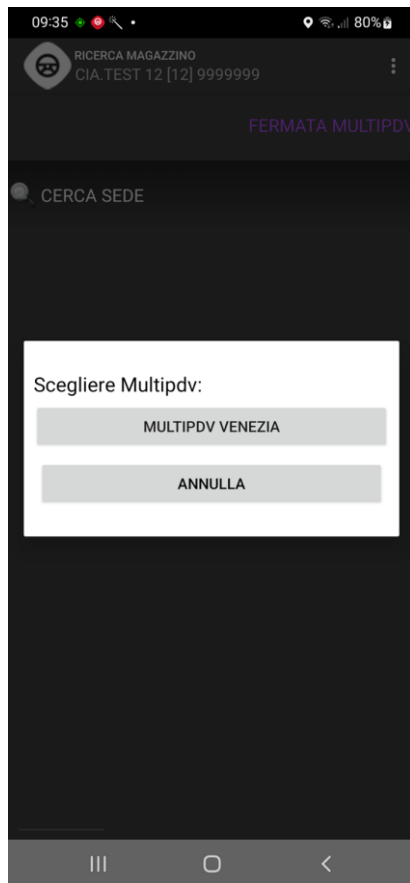 09:35
80%
RICERCA MAGAZZINO
CIA.TEST 12 [12] 9999999
FERMATA MULTIPDV
CERCA SEDE
Scegliere Multipdv:
MULTIPDV VENEZIA
ANNULLA